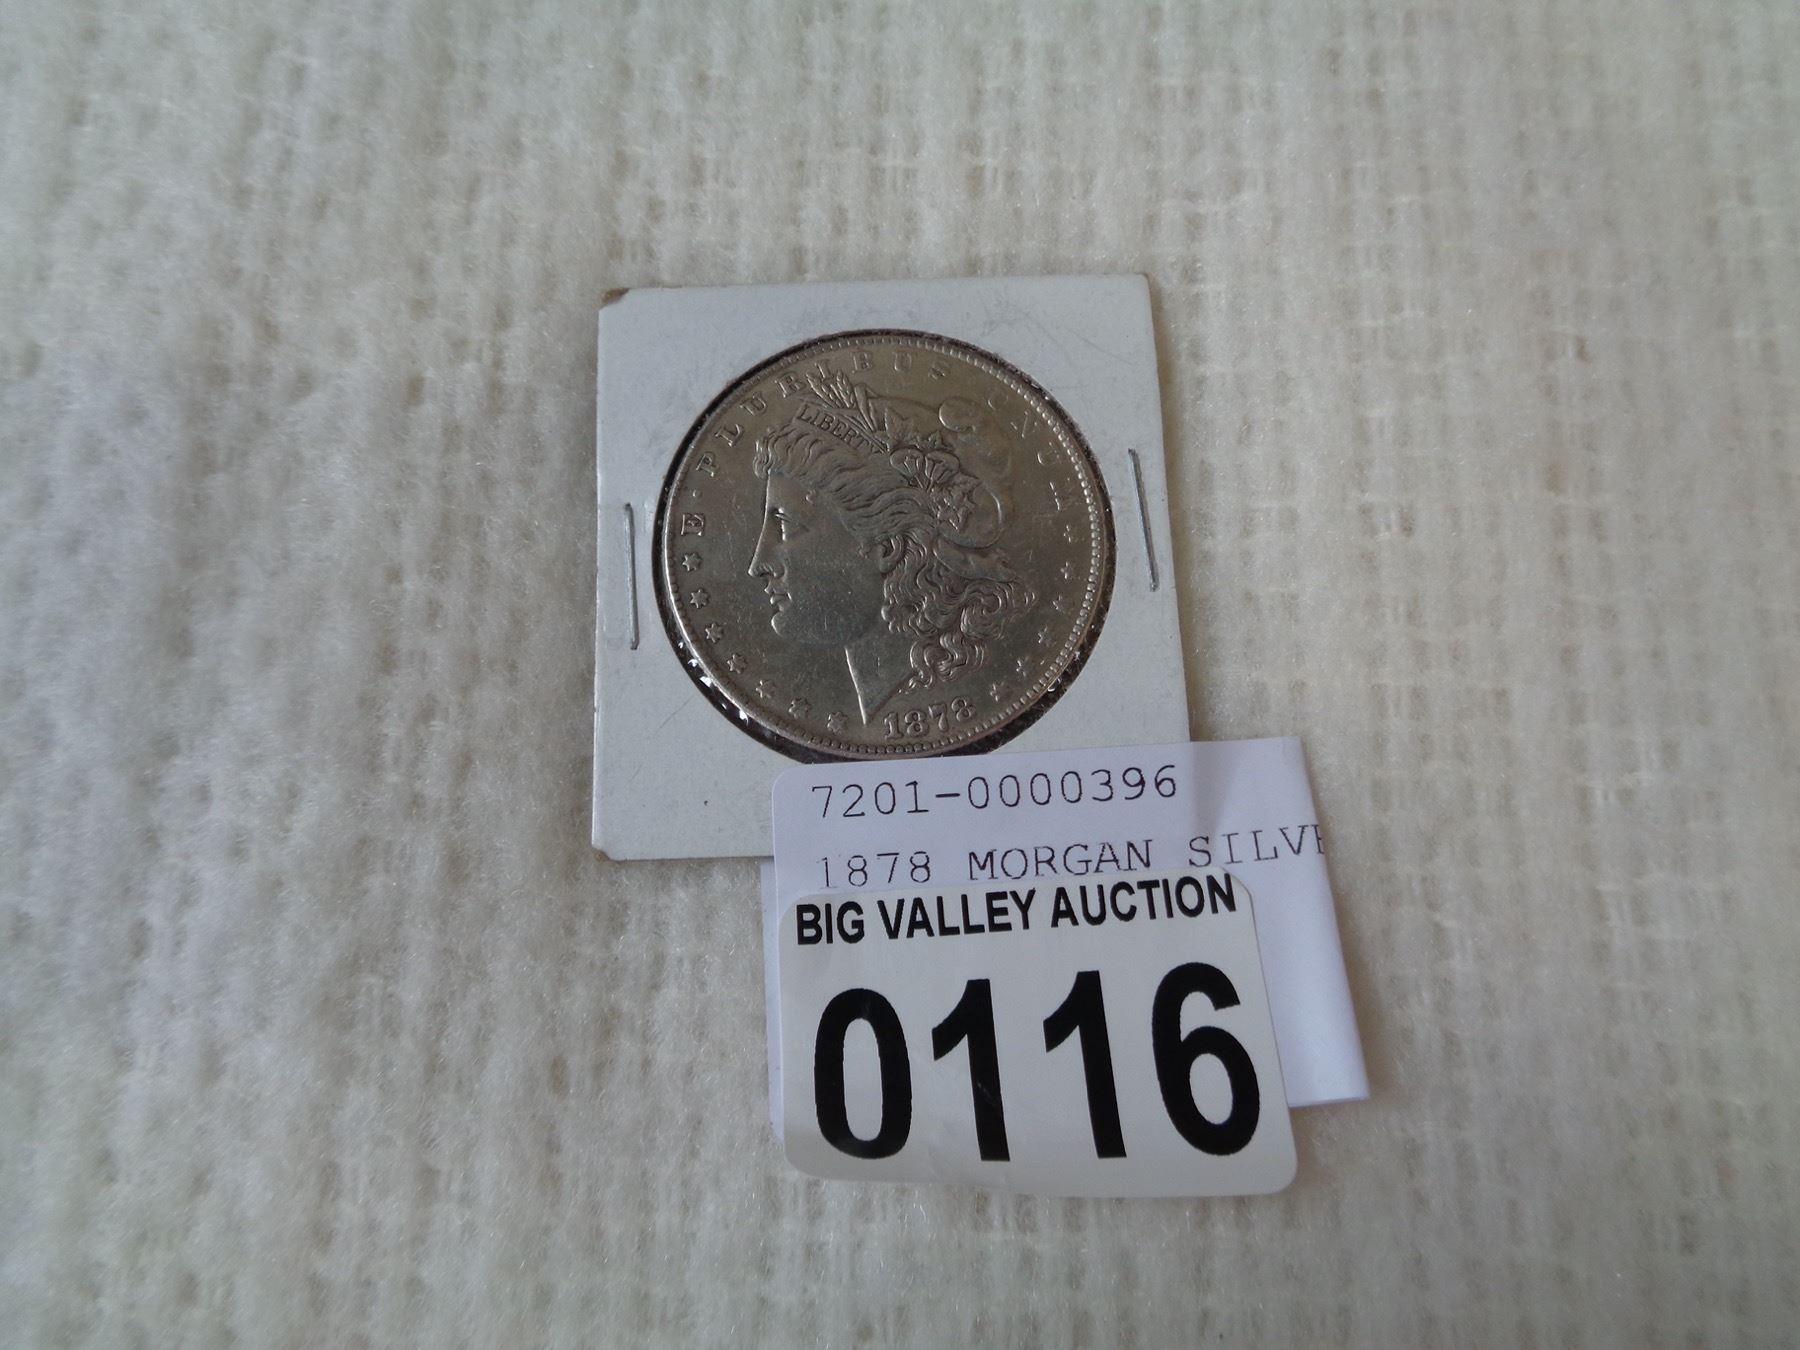 E · PLURIBUS UNUM
LIBERTY
1878
7201-0000396
1878 MORGAN SILVE
BIG VALLEY AUCTION
0116